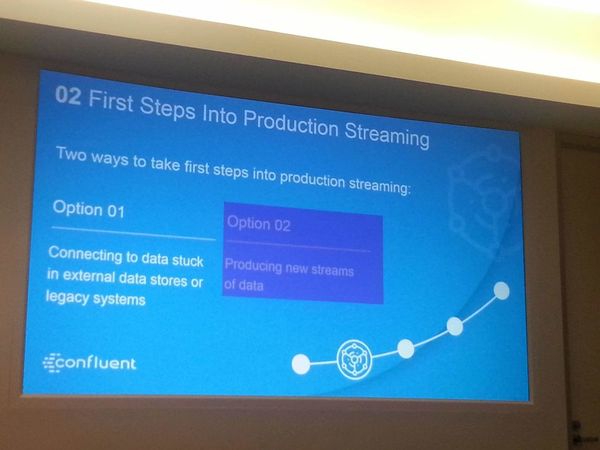 02 First Steps Into Production Streaming
Two ways to take first steps into production streaming:
Option 01
Connecting to data stuck
in external data stores or
legacy systems
Option 02
Producing new streams
of data
confluent